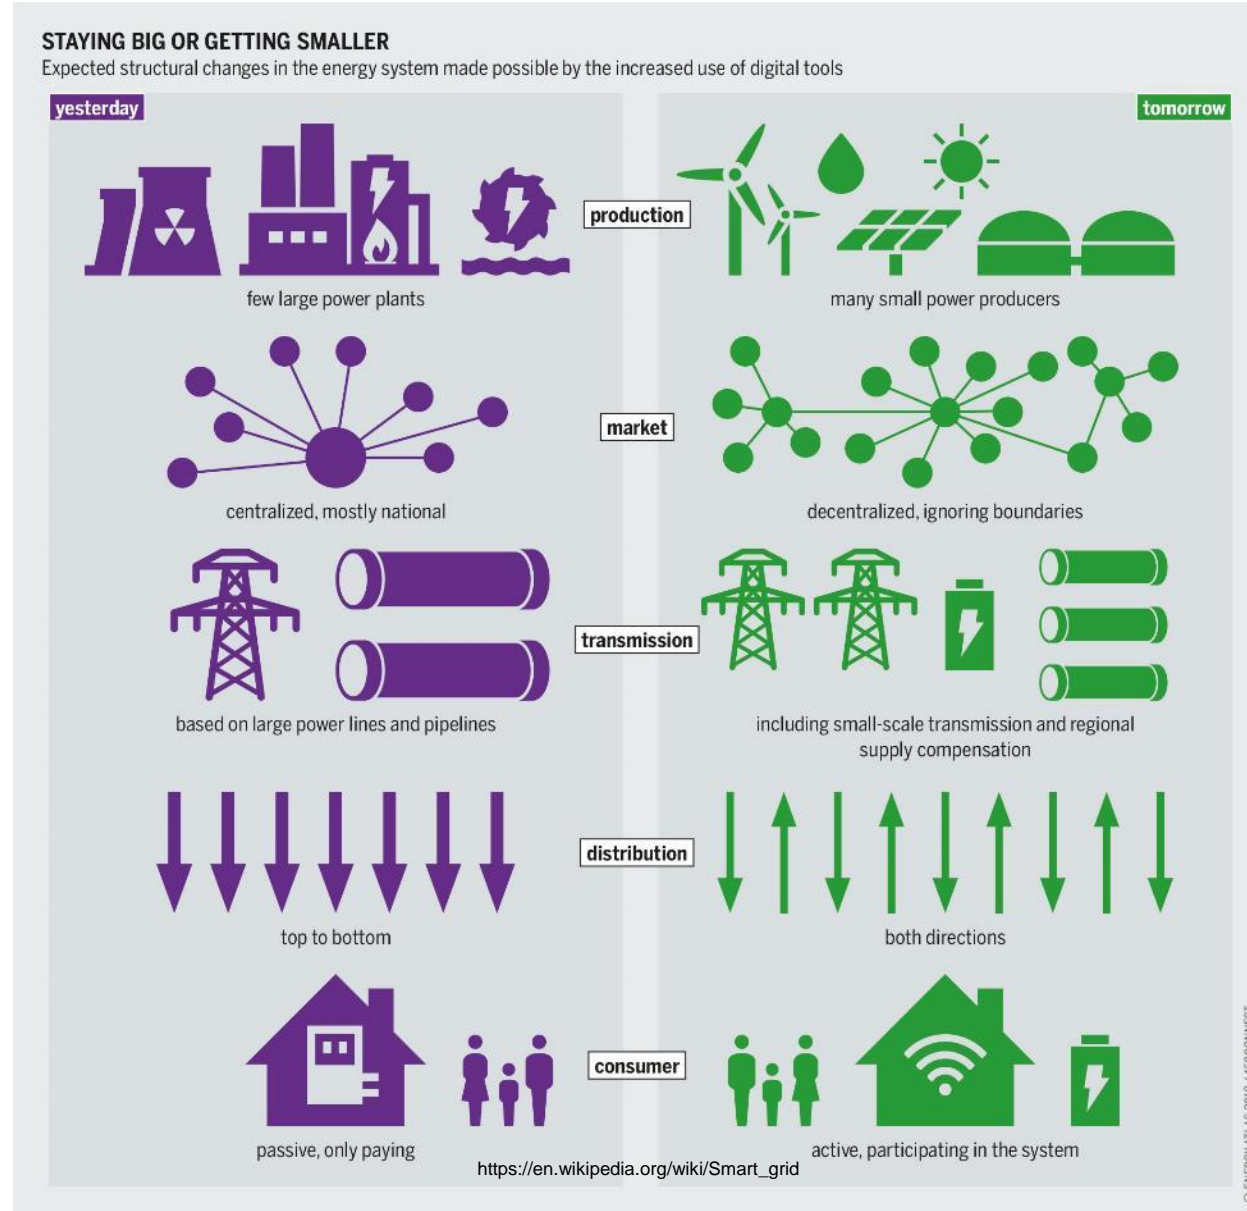 STAYING BIG OR GETTING SMALLER
Expected structural changes in the energy system made possible by the increased use of digital tools
yesterday
tomorrow
production
few large power plants
many small power producers
market
centralized, mostly national
decentralized, ignoring boundaries
transmission
based on large power lines and pipelines
including small-scale transmission and regional
supply compensation
distribution
top to bottom
both directions
consumer
passive, only paying
active, participating in the system
https://en.wikipedia.org/wiki/Smart_grid